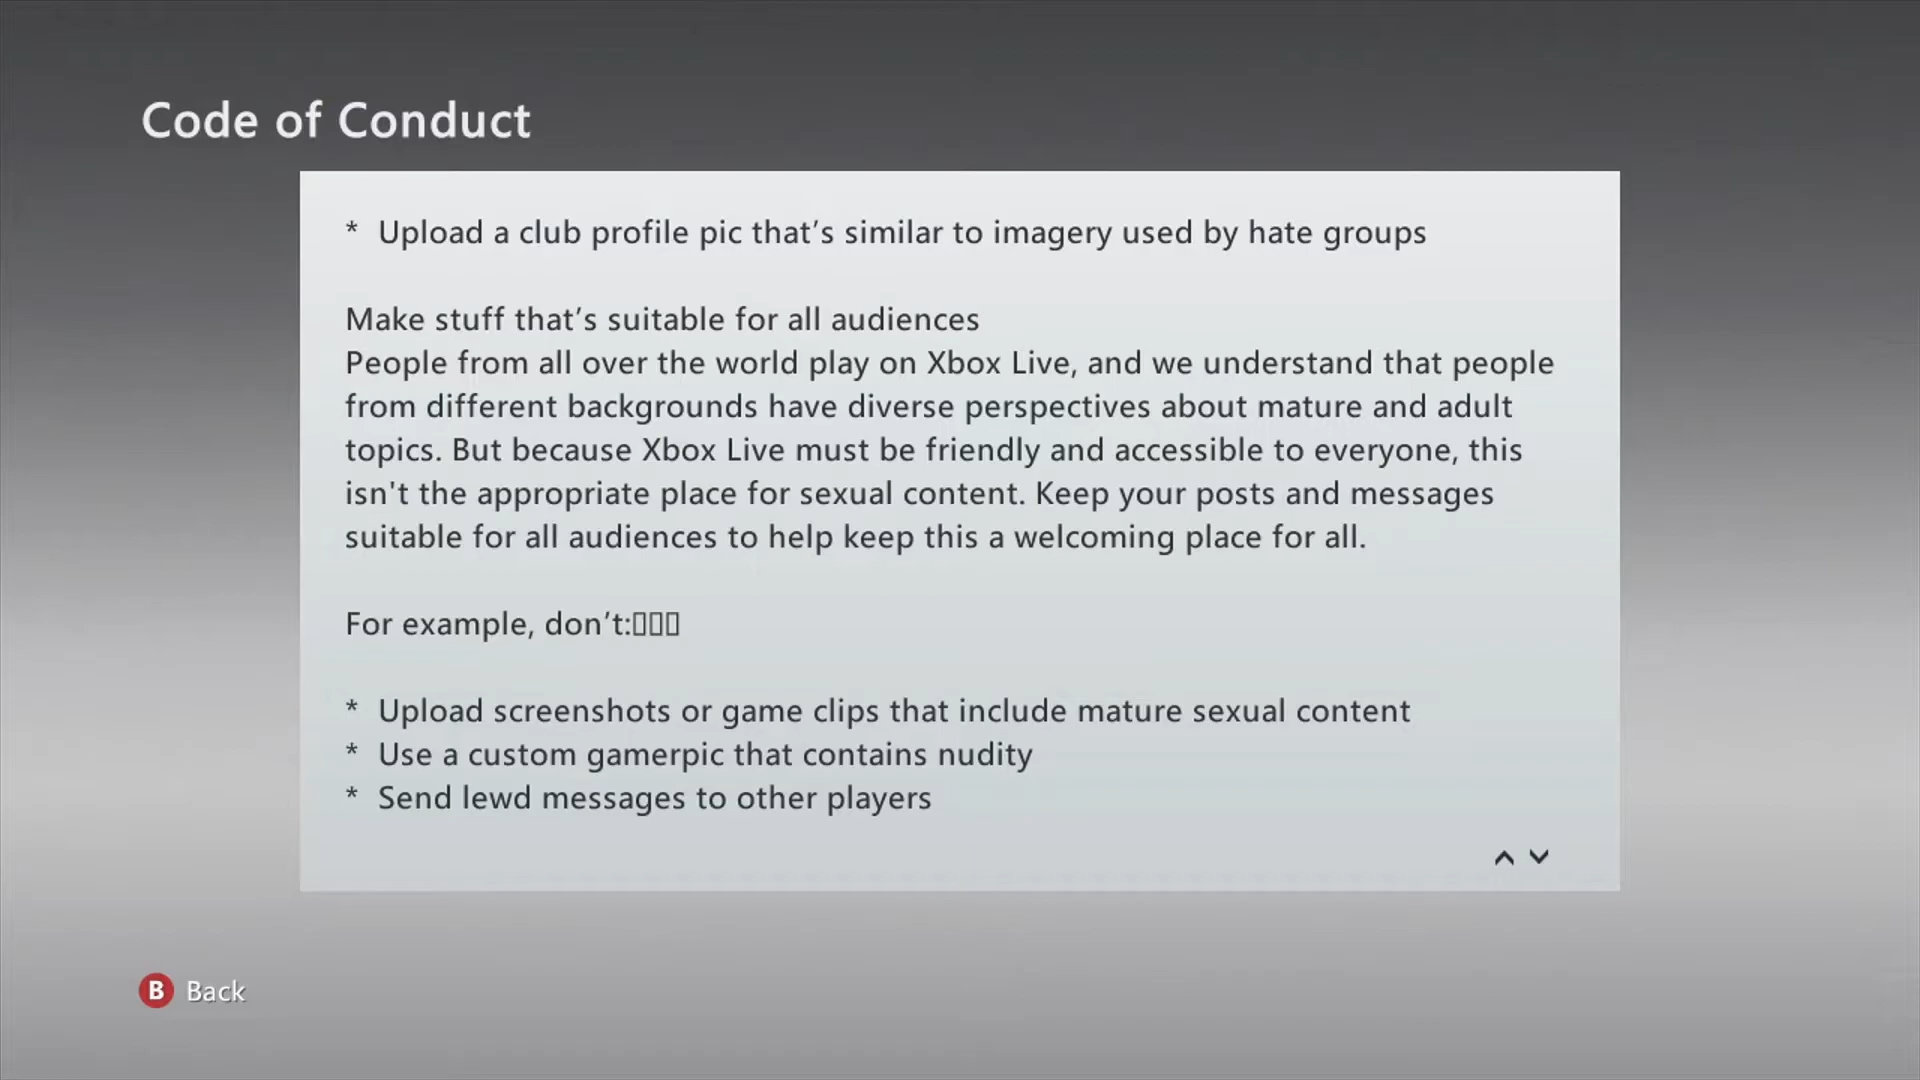 Code of Conduct
* Upload a club profile pic that’s similar to imagery used by hate groups
Make stuff that’s suitable for all audiences
People from all over the world play on Xbox Live, and we understand that people
from different backgrounds have diverse perspectives about mature and adult
topics. But because Xbox Live must be friendly and accessible to everyone, this
isn't the appropriate place for sexual content. Keep your posts and messages
suitable for all audiences to help keep this a welcoming place for all.
For example, don’t:▯▯▯
* Upload screenshots or game clips that include mature sexual content
* Use a custom gamerpic that contains nudity
* Send lewd messages to other players
B Back